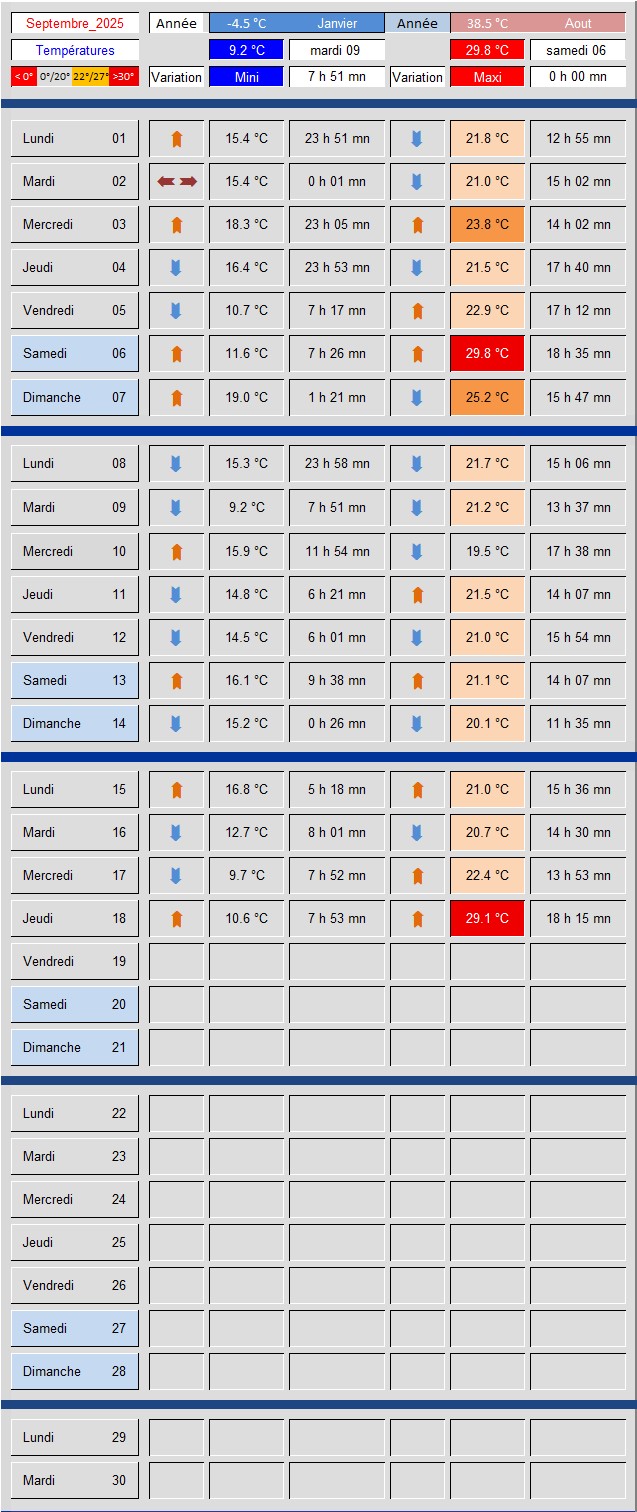 Septembre_2025 Année -4.5 °C Janvier Année 38.5 °C Aout
Températures 9.2 °C mardi 09 29.8 °C samedi 06
< 0° 0°/20° 22°/27° >30° Variation Mini 7 h 51 mn Variation Maxi 0 h 00 mn
Lundi 01 15.4 °C 23 h 51 mn 21.8 °C 12 h 55 mn
Mardi 02 15.4 °C 0 h 01 mn 21.0 °C 15 h 02 mn
Mercredi 03 18.3 °C 23 h 05 mn 23.8 °C 14 h 02 mn
Jeudi 04 16.4 °C 23 h 53 mn 21.5 °C 17 h 40 mn
Vendredi 05 10.7 °C 7 h 17 mn 22.9 °C 17 h 12 mn
Samedi 06 11.6 °C 7 h 26 mn 29.8 °C 18 h 35 mn
Dimanche 07 19.0 °C 1 h 21 mn 25.2 °C 15 h 47 mn
Lundi 08 15.3 °C 23 h 58 mn 21.7 °C 15 h 06 mn
Mardi 09 9.2 °C 7 h 51 mn 21.2 °C 13 h 37 mn
Mercredi 10 15.9 °C 11 h 54 mn 19.5 °C 17 h 38 mn
Jeudi 11 14.8 °C 6 h 21 mn 21.5 °C 14 h 07 mn
Vendredi 12 14.5 °C 6 h 01 mn 21.0 °C 15 h 54 mn
Samedi 13 16.1 °C 9 h 38 mn 21.1 °C 14 h 07 mn
Dimanche 14 15.2 °C 0 h 26 mn 20.1 °C 11 h 35 mn
Lundi 15 16.8 °C 5 h 18 mn 21.0 °C 15 h 36 mn
Mardi 16 12.7 °C 8 h 01 mn 20.7 °C 14 h 30 mn
Mercredi 17 9.7 °C 7 h 52 mn 22.4 °C 13 h 53 mn
Jeudi 18 10.6 °C 7 h 53 mn 29.1 °C 18 h 15 mn
Vendredi 19
Samedi 20
Dimanche 21
Lundi 22
Mardi 23
Mercredi 24
Jeudi 25
Vendredi 26
Samedi 27
Dimanche 28
Lundi 29
Mardi 30